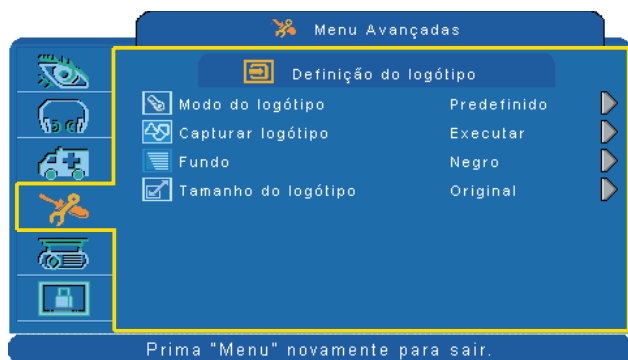 Menu Avançadas
Definição do logótipo
Modo do logótipo Predefinido
Capturar logótipo Executar
Fundo Negro
Tamanho do logótipo Original
Prima "Menu" novamente para sair.